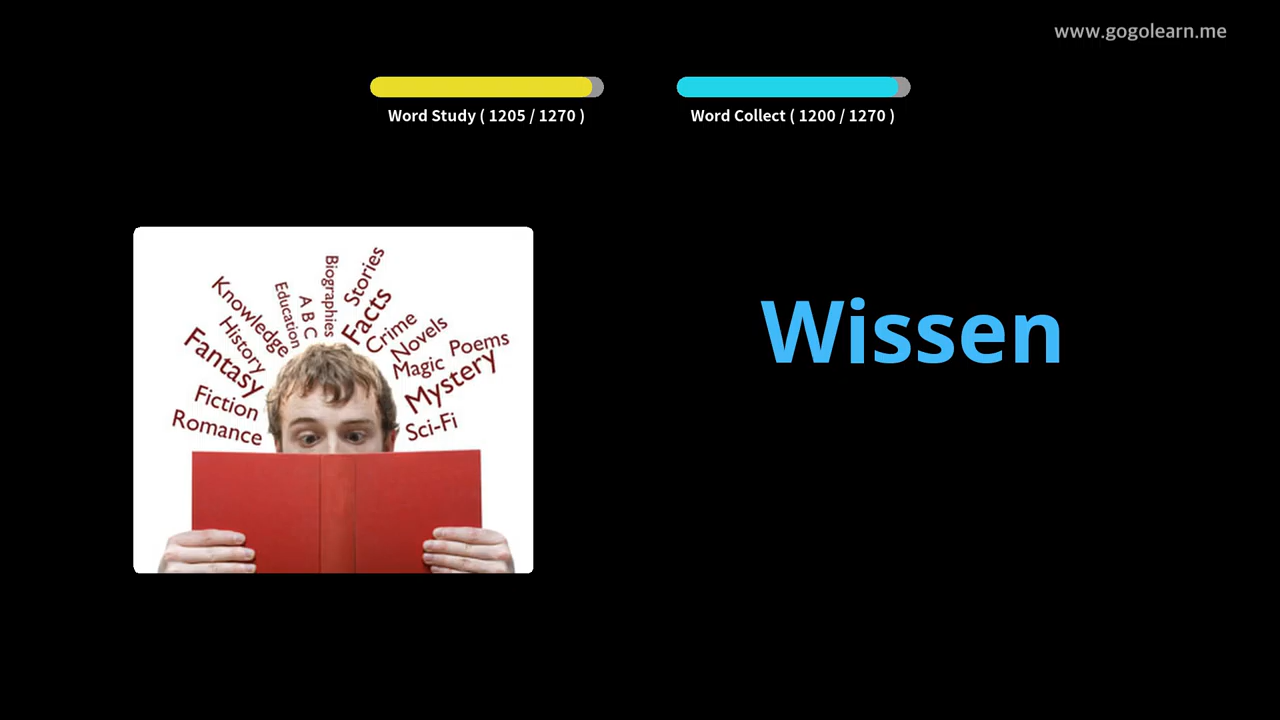 www.gogolearn.me
Word Study ( 1205 / 1270 )
Word Collect ( 1200 / 1270 )
Wissen
Biographies
Stories
Education
A B C
Facts
Knowledge
Crime
History
Novels
Fantasy
Poems
Magic
Mystery
Fiction
Romance
Sci-Fi